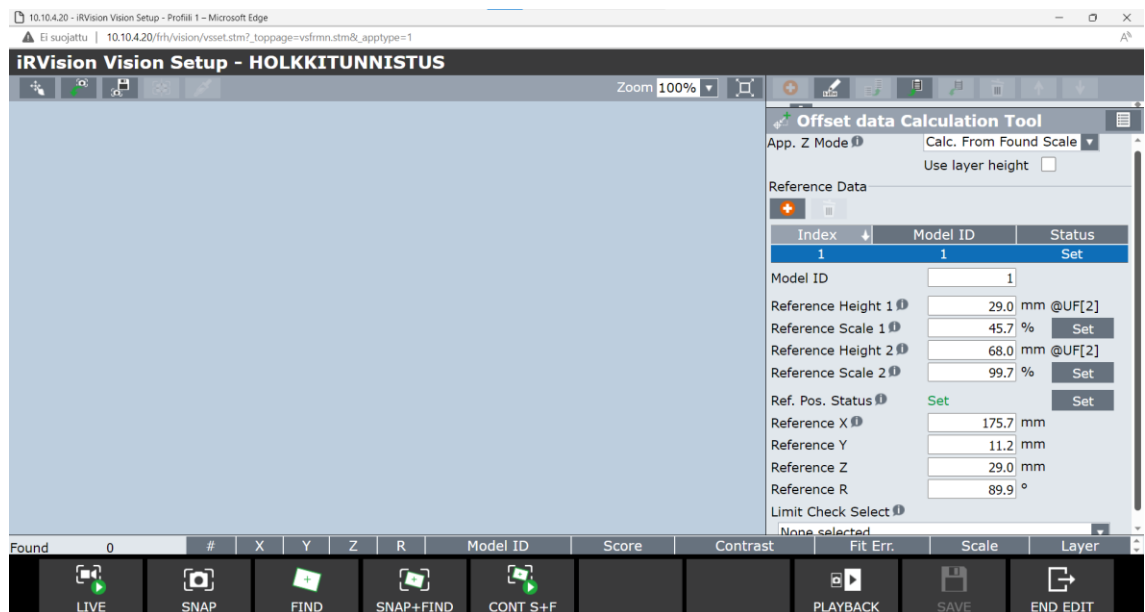 10.10.4.20 - iRVision Vision Setup - Profiili 1 – Microsoft Edge
Ei suojattu | 10.10.4.20/frh/vision/vsset.stm?_toppage=vsfrmn.stm&_apptype=1
iRVision Vision Setup - HOLKKITUNNISTUS
Zoom 100%
Offset data Calculation Tool
App. Z Mode Calc. From Found Scale
Use layer height
Reference Data
Index Model ID Status
1 1 Set
Model ID 1
Reference Height 1 29.0 mm @UF[2]
Reference Scale 1 45.7 % Set
Reference Height 2 68.0 mm @UF[2]
Reference Scale 2 99.7 % Set
Ref. Pos. Status Set Set
Reference X 175.7 mm
Reference Y 11.2 mm
Reference Z 29.0 mm
Reference R 89.9 °
Limit Check Select
None selected
Found 0 # X Y Z R Model ID Score Contrast Fit Err. Scale Layer
LIVE SNAP FIND SNAP+FIND CONT S+F PLAYBACK SAVE END EDIT